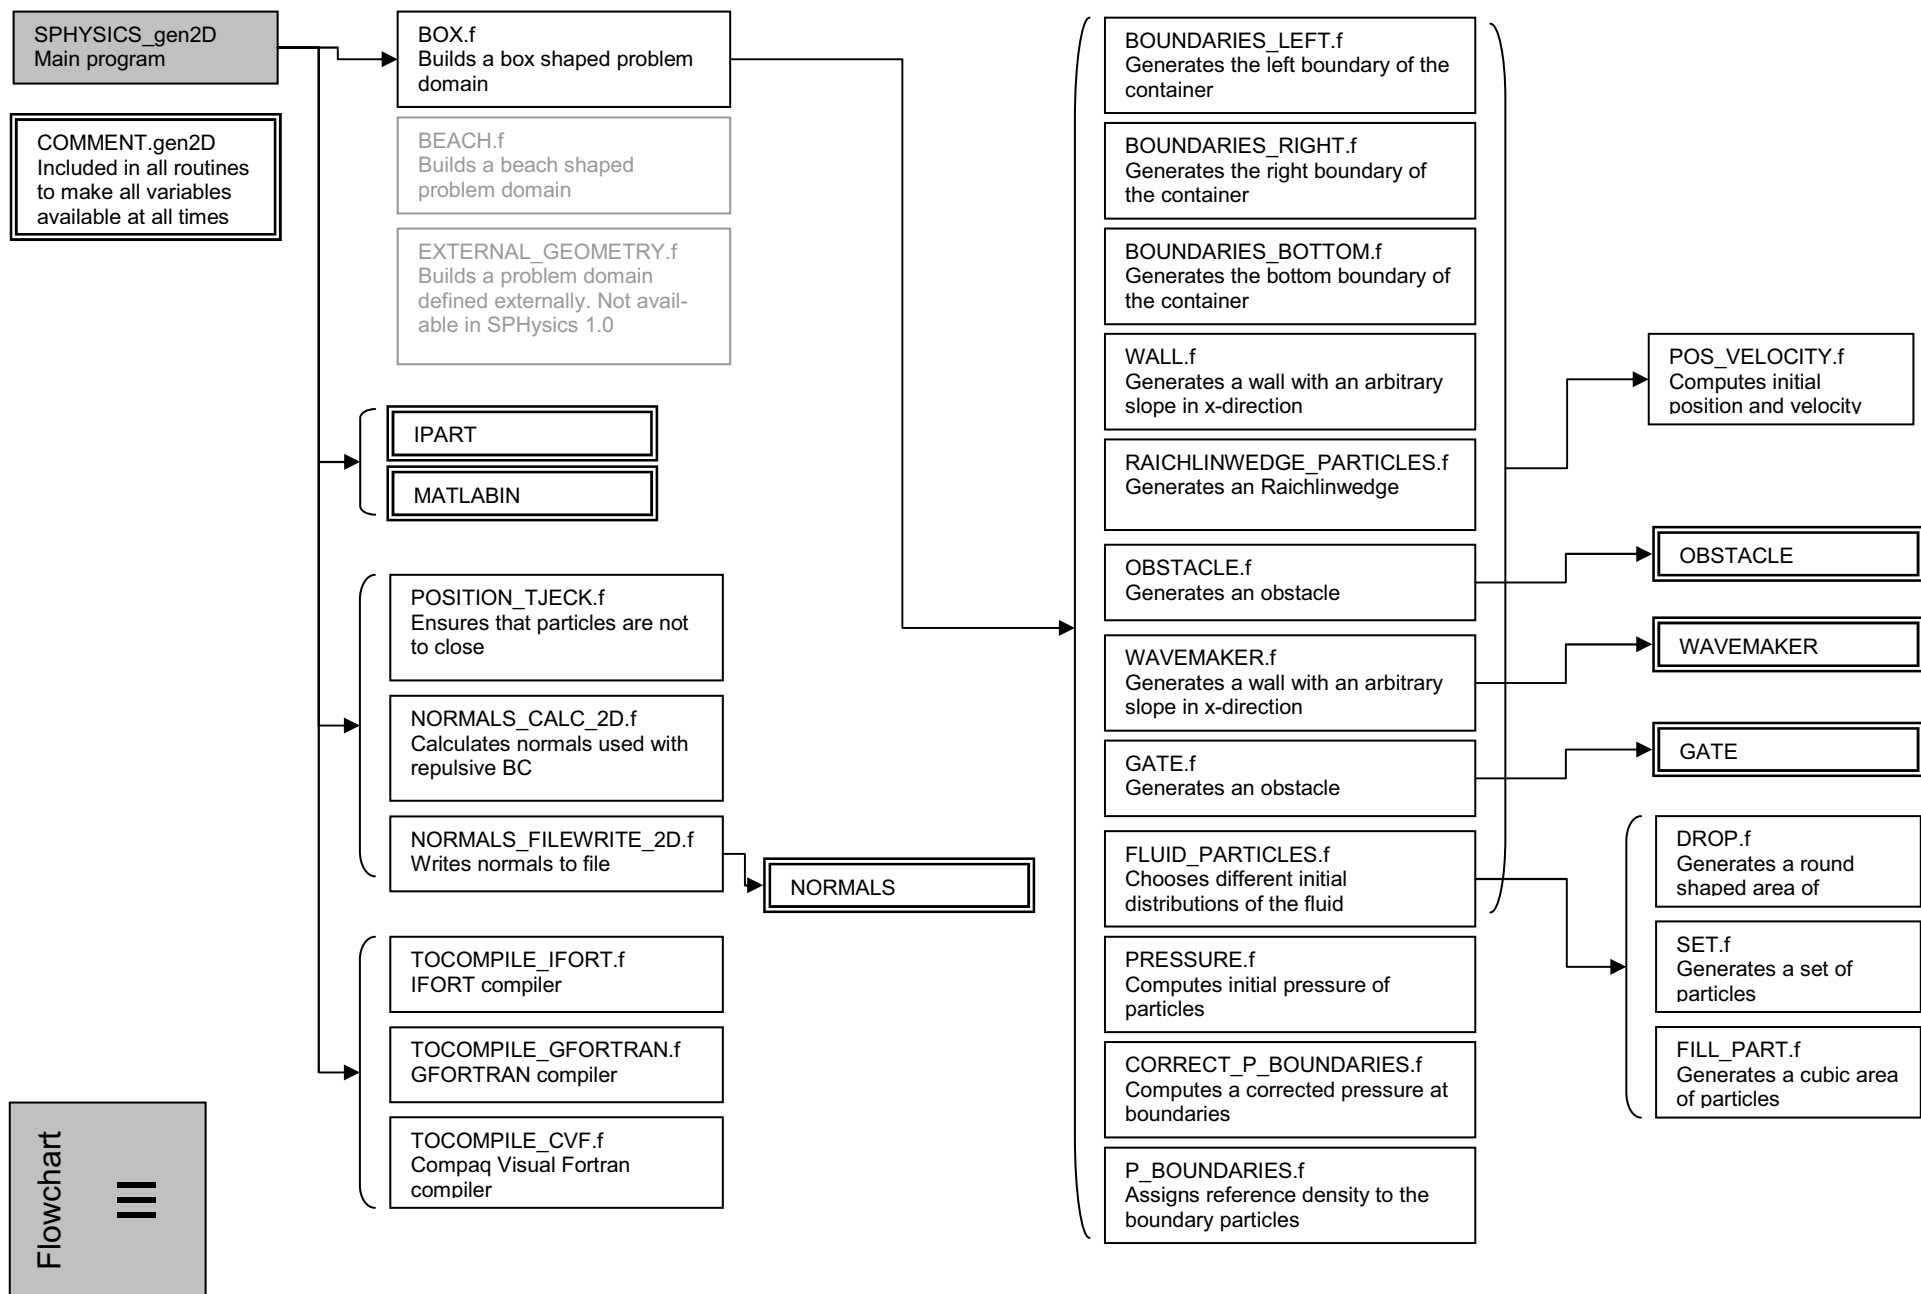 SPHYSICS_gen2D
Main program
COMMENT.gen2D
Included in all routines
to make all variables
available at all times
BOX.f
Builds a box shaped problem
domain
BEACH.f
Builds a beach shaped
problem domain
EXTERNAL_GEOMETRY.f
Builds a problem domain
defined externally. Not avail-
able in SPHysics 1.0
IPART
MATLABIN
POSITION_TJECK.f
Ensures that particles are not
to close
NORMALS_CALC_2D.f
Calculates normals used with
repulsive BC
NORMALS_FILEWRITE_2D.f
Writes normals to file
NORMALS
TOCOMPILE_IFORT.f
IFORT compiler
TOCOMPILE_GFORTRAN.f
GFORTRAN compiler
TOCOMPILE_CVF.f
Compaq Visual Fortran
compiler
BOUNDARIES_LEFT.f
Generates the left boundary of the
container
BOUNDARIES_RIGHT.f
Generates the right boundary of
the container
BOUNDARIES_BOTTOM.f
Generates the bottom boundary of
the container
WALL.f
Generates a wall with an arbitrary
slope in x-direction
RAICHLINWEDGE_PARTICLES.f
Generates an Raichlinwedge
OBSTACLE.f
Generates an obstacle
WAVEMAKER.f
Generates a wall with an arbitrary
slope in x-direction
GATE.f
Generates an obstacle
FLUID_PARTICLES.f
Chooses different initial
distributions of the fluid
PRESSURE.f
Computes initial pressure of
particles
CORRECT_P_BOUNDARIES.f
Computes a corrected pressure at
boundaries
P_BOUNDARIES.f
Assigns reference density to the
boundary particles
POS_VELOCITY.f
Computes initial
position and velocity
OBSTACLE
WAVEMAKER
GATE
DROP.f
Generates a round
shaped area of
SET.f
Generates a set of
particles
FILL_PART.f
Generates a cubic area
of particles
Flowchart
III